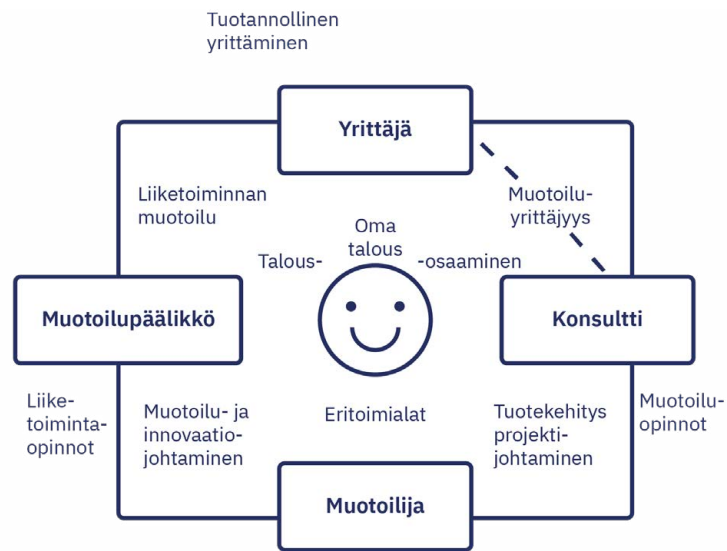 Tuotannollinen
yrittäminen
Yrittäjä
Liiketoiminnan
muotoilu
Muotoilu-
yrittäjyys
Oma
talous
Talous-
-osaaminen
Muotoilupäälikkö
Konsultti
Liike-
toiminta-
opinnot
Muotoilu- ja
innovaatio-
johtaminen
Eritoimialat
Tuotekehitys
projekti-
johtaminen
Muotoilu-
opinnot
Muotoilija